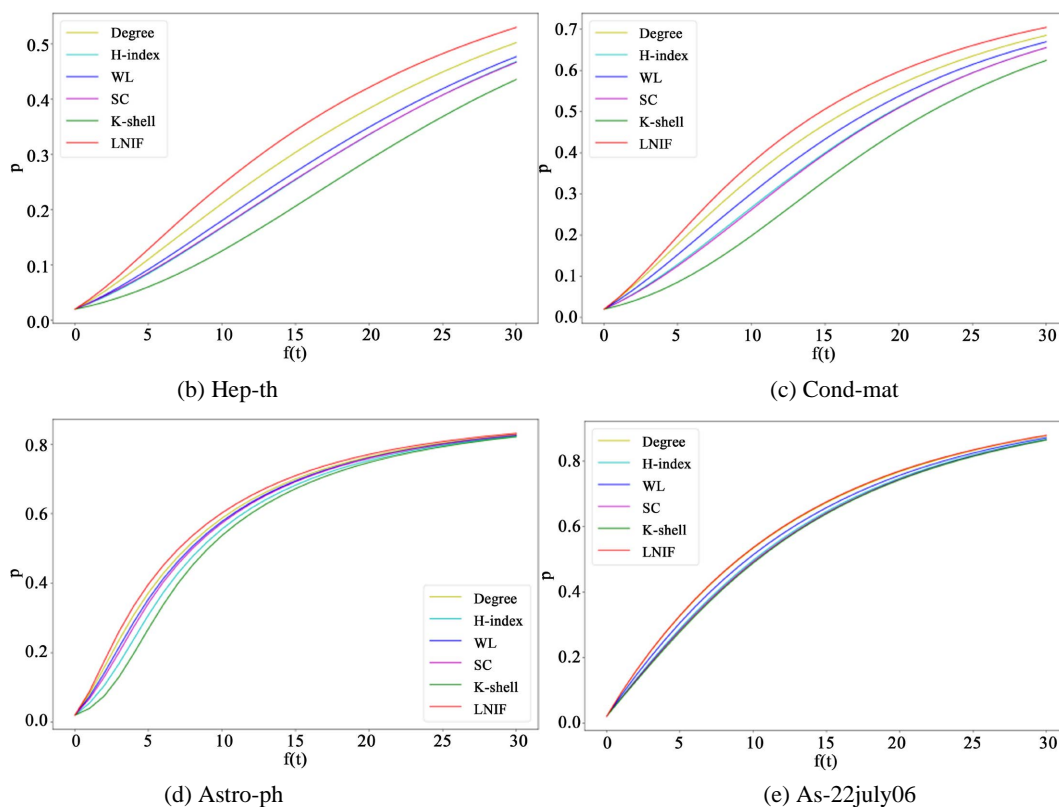 0.5
0.4
0.3
0.2
0.1
0.0
p
Degree
H-index
WL
SC
K-shell
LNIF
0 5 10 15 20 25 30
f(t)
(b) Hep-th
0.7
0.6
0.5
0.4
0.3
0.2
0.1
0.0
p
Degree
H-index
WL
SC
K-shell
LNIF
0 5 10 15 20 25 30
f(t)
(c) Cond-mat
0.8
0.6
0.4
0.2
0.0
p
Degree
H-index
WL
SC
K-shell
LNIF
0 5 10 15 20 25 30
f(t)
(d) Astro-ph
0.8
0.6
0.4
0.2
0.0
p
Degree
H-index
WL
SC
K-shell
LNIF
0 5 10 15 20 25 30
f(t)
(e) As-22july06